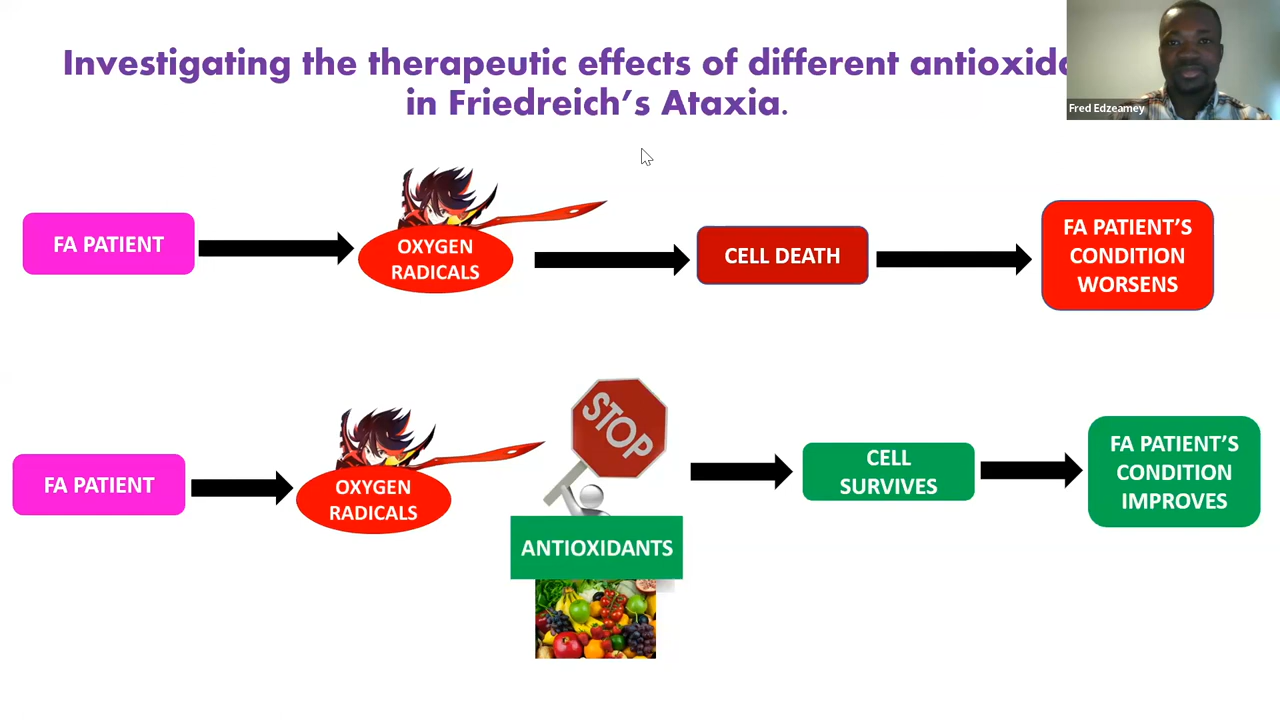 Investigating the therapeutic effects of different
in Friedreich's Ataxia.
Fred Edzeamey
FA PATIENT
OXYGEN
RADICALS
CELL DEATH
FA PATIENT'S
CONDITION
WORSENS
FA PATIENT
OXYGEN
RADICALS
STOP
ANTIOXIDANTS
CELL
SURVIVES
FA PATIENT'S
CONDITION
IMPROVES